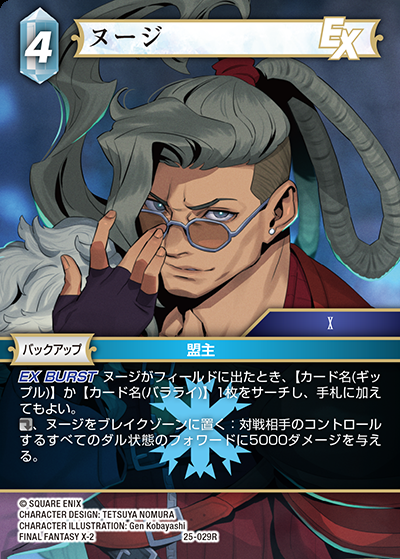 4
ヌージ
EX
X
バックアップ
盟主
EX BURST ヌージがフィールドに出たとき、【カード名(ギッ
プル)】か【カード名(バラライ)】1枚をサーチし、手札に加え
てもよい。
、ヌージをブレイクゾーンに置く：対戦相手のコントロール
するすべてのダル状態のフォワードに5000ダメージを与え
る。
© SQUARE ENIX
CHARACTER DESIGN: TETSUYA NOMURA
CHARACTER ILLUSTRATION: Gen Kobayashi
FINAL FANTASY X-2
25-029R